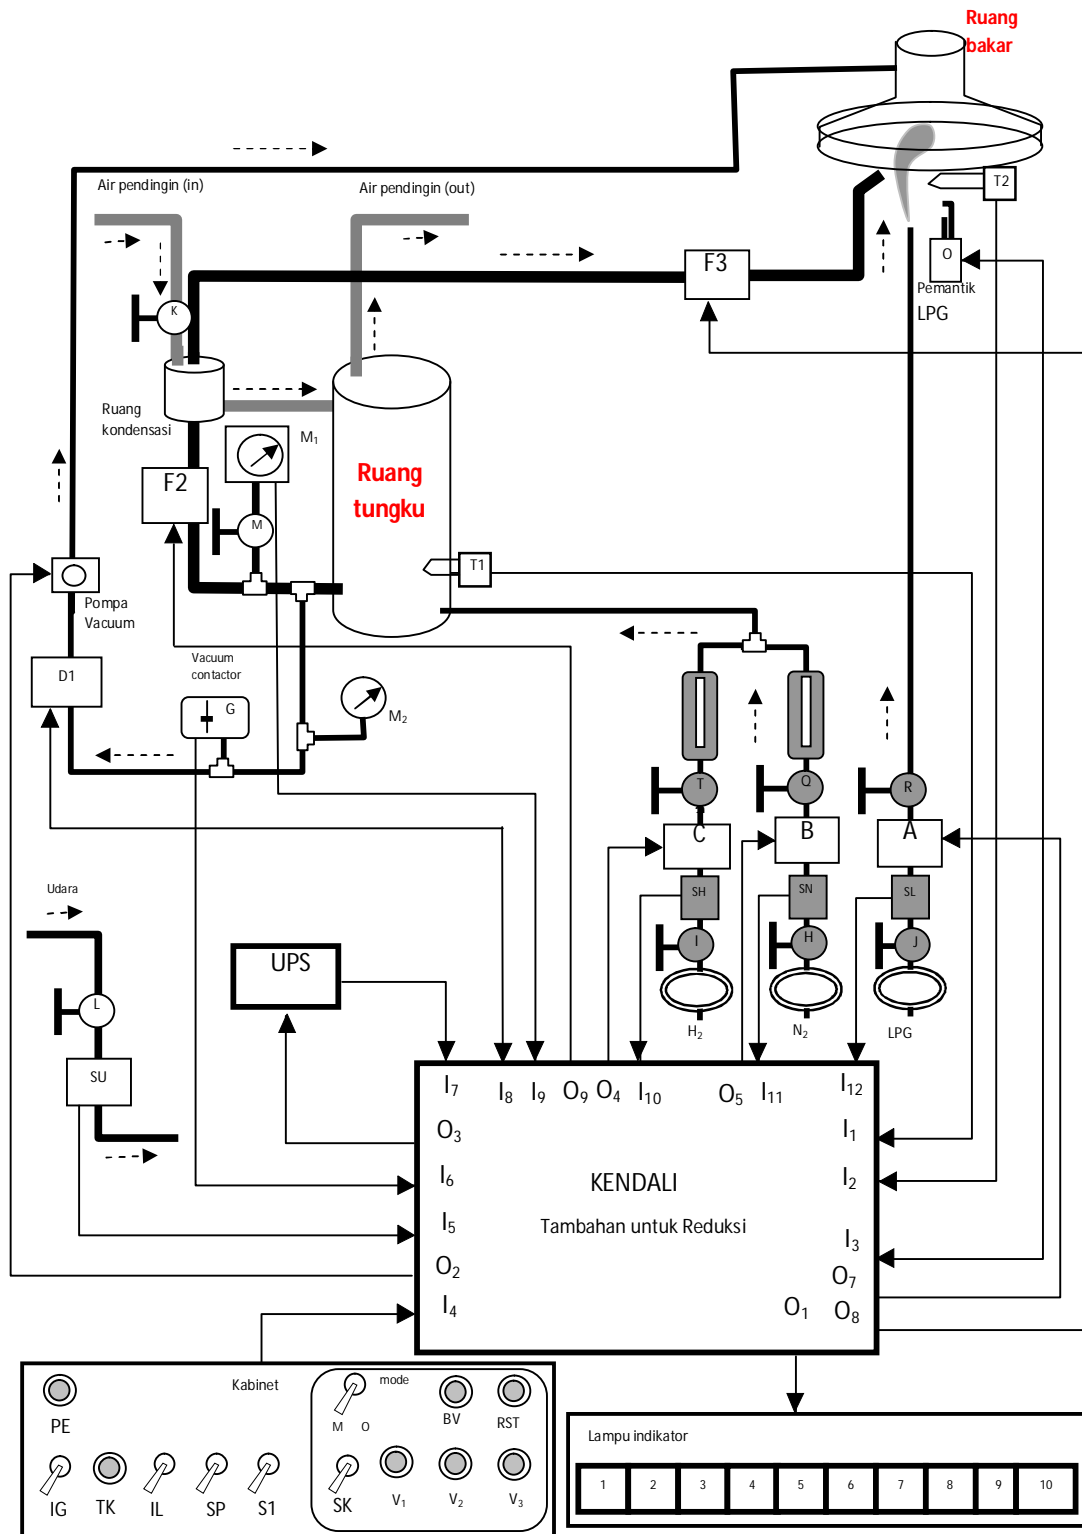 Ruang
bakar
Air pendingin (in)
Air pendingin (out)
T2
F3
O
Pemantik
LPG
K
Ruang
kondensasi
M1
F2
Ruang
tungku
M
T1
Pompa
Vacuum
D1
Vacuum
contactor
G
M2
T
Q
R
C
B
A
SH
SN
SL
Udara
I
H
J
UPS
L
H2
N2
LPG
SU
I7
I8
I9
O9
O4
I10
O5
I11
I12
O3
I1
I6
KENDALI
I2
I5
Tambahan untuk Reduksi
I3
O2
O7
I4
O1
O8
Kabinet
mode
PE
M
O
BV
RST
IG
TK
IL
SP
S1
SK
V1
V2
V3
Lampu indikator
1 2 3 4 5 6 7 8 9 10